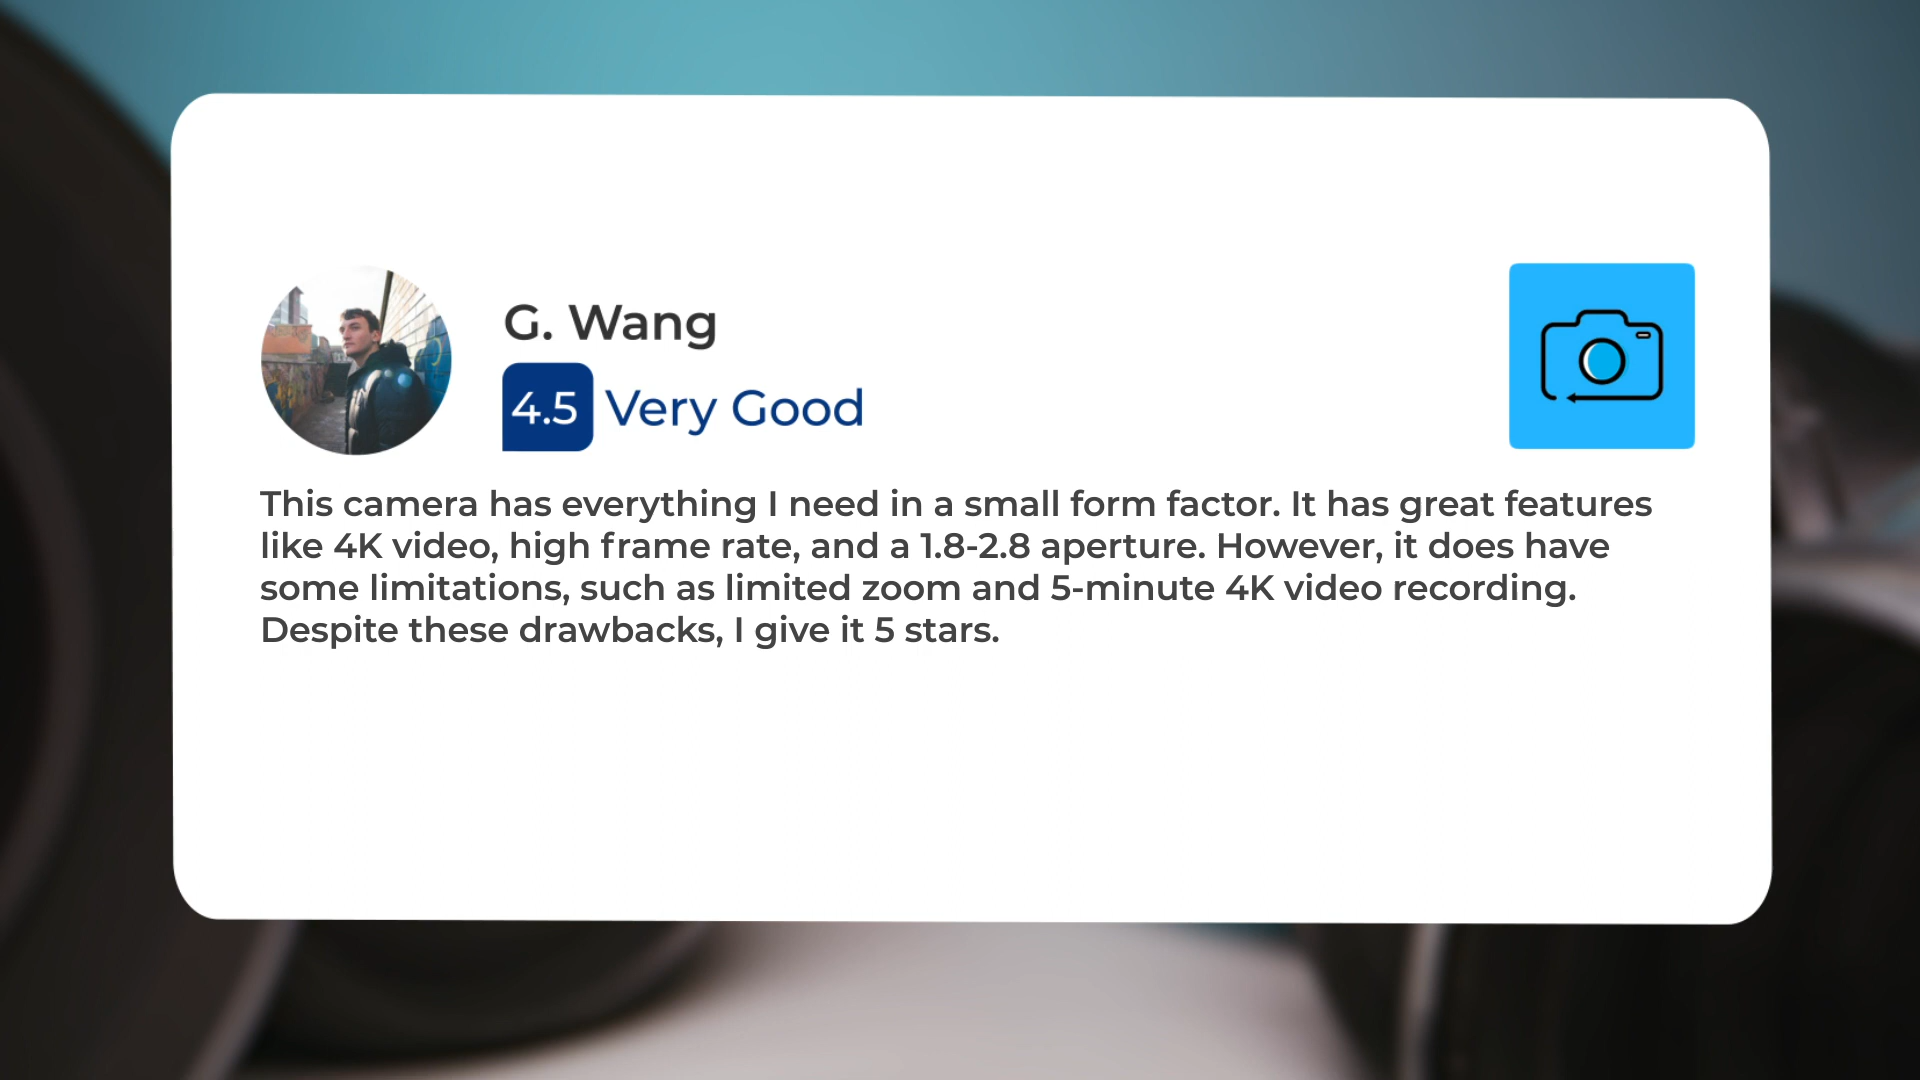 G. Wang
4.5 Very Good
This camera has everything I need in a small form factor. It has great features
like 4K video, high frame rate, and a 1.8-2.8 aperture. However, it does have
some limitations, such as limited zoom and 5-minute 4K video recording.
Despite these drawbacks, I give it 5 stars.